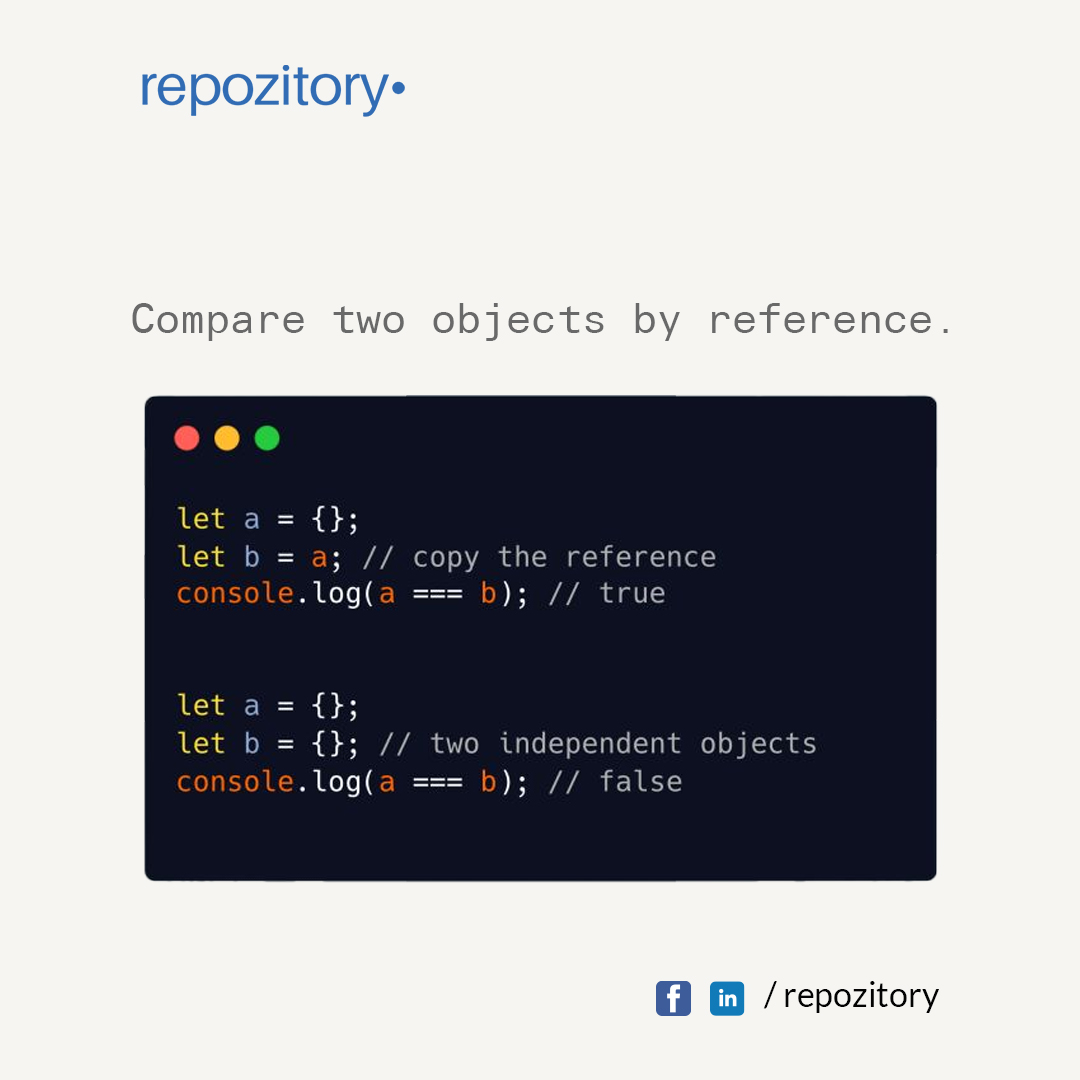 repozitory•
Compare two objects by reference.
let a = {};
let b = a; // copy the reference
console.log(a === b); // true
let a = {};
let b = {}; // two independent objects
console.log(a === b); // false
f in / repozitory